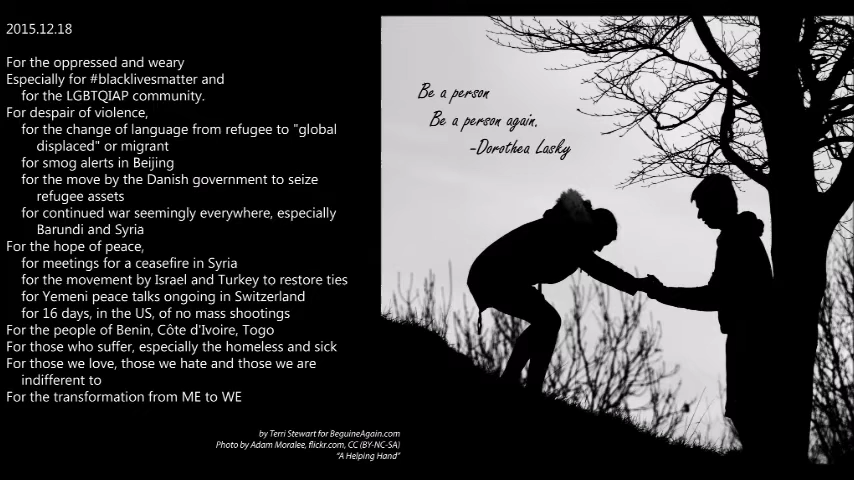 2015.12.18
For the oppressed and weary
Especially for #blacklivesmatter and
for the LGBTQIAP community.
For despair of violence,
for the change of language from refugee to "global
displaced" or migrant
for smog alerts in Beijing
for the move by the Danish government to seize
refugee assets
for continued war seemingly everywhere, especially
Barundi and Syria
For the hope of peace,
for meetings for a ceasefire in Syria
for the movement by Israel and Turkey to restore ties
for Yemeni peace talks ongoing in Switzerland
for 16 days, in the US, of no mass shootings
For the people of Benin, Côte d'Ivoire, Togo
For those who suffer, especially the homeless and sick
For those we love, those we hate and those we are
indifferent to
For the transformation from ME to WE
by Terri Stewart for BeguineAgain.com
Photo by Adam Moralee, flickr.com, CC (BY-NC-SA)
"A Helping Hand"
Be a person
Be a person again.
-Dorothea Lasky